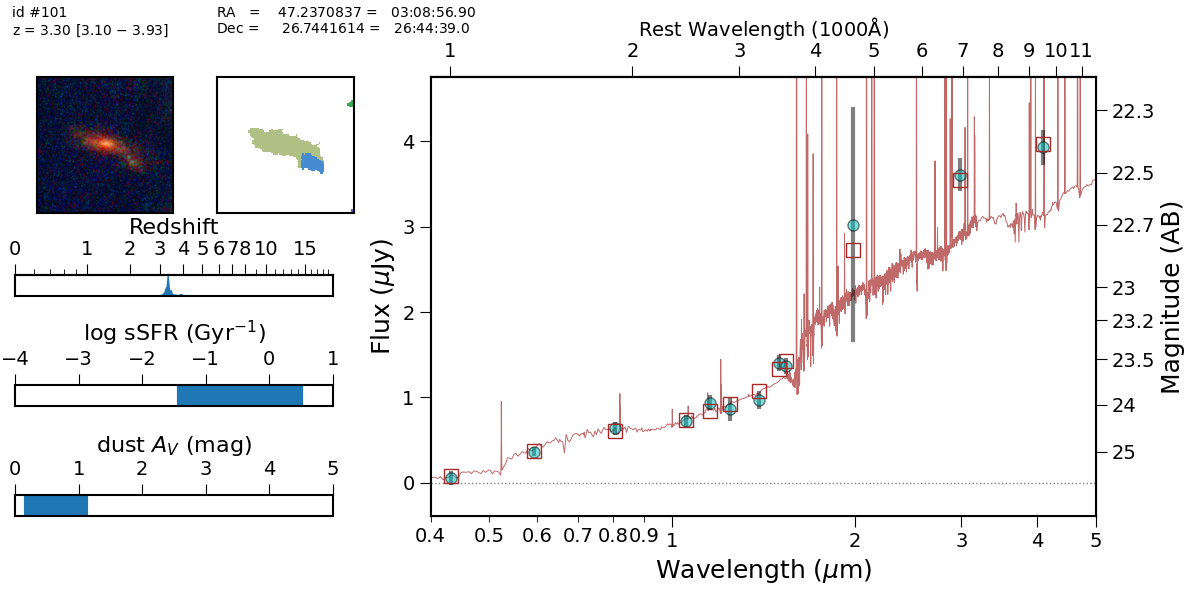 id #101
z = 3.30 [3.10 − 3.93]
RA = 47.2370837 = 03:08:56.90
Dec = 26.7441614 = 26:44:39.0
Redshift
0 1 2 3 4 5 6 7 8 10 15
log sSFR (Gyr⁻¹)
−4 −3 −2 −1 0 1
dust A_V (mag)
0 1 2 3 4 5
Rest Wavelength (1000Å)
1 2 3 4 5 6 7 8 9 10 11
Flux (μJy)
4
3
2
1
0
22.3
22.5
22.7
23
23.2
23.5
24
25
Magnitude (AB)
0.4 0.5 0.6 0.7 0.8 0.9 1 2 3 4 5
Wavelength (μm)